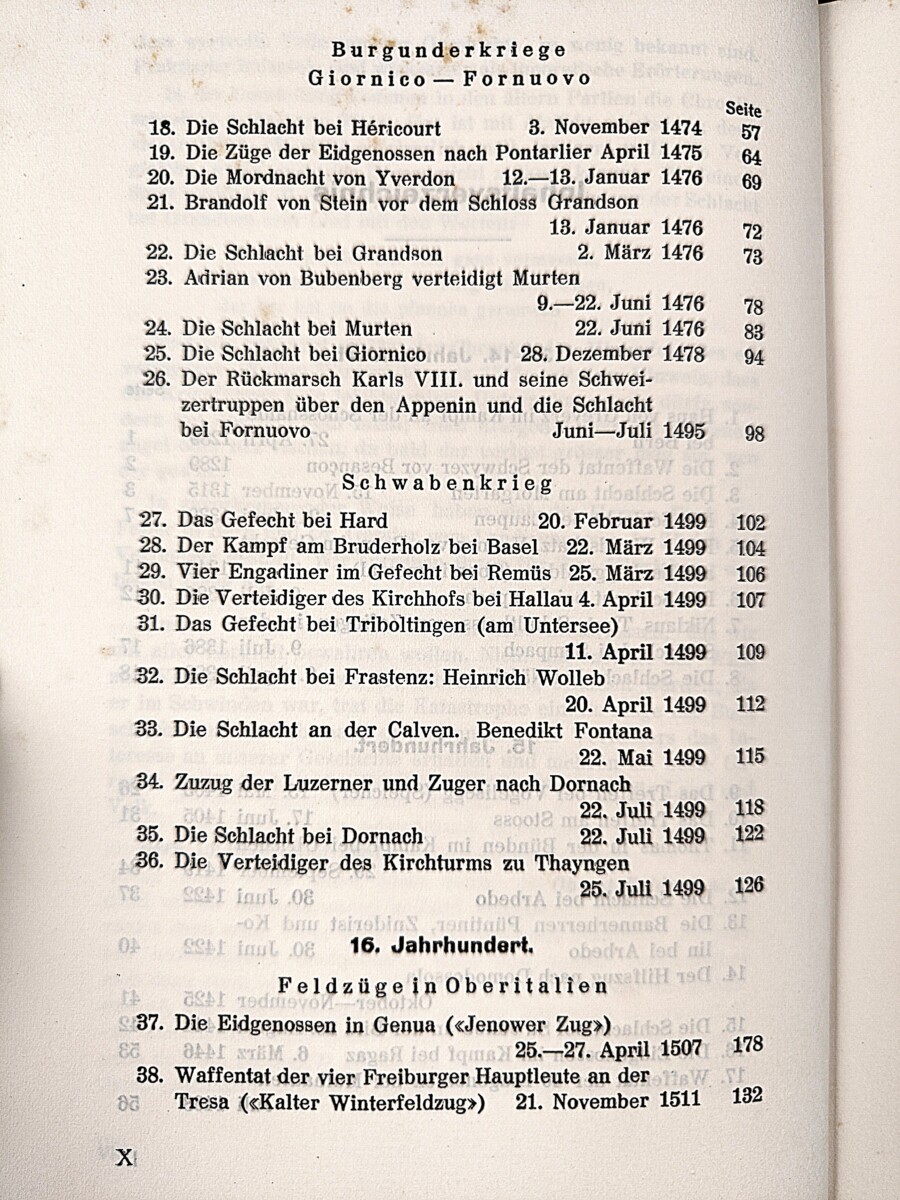 Burgunderkriege
Giornico — Fornuovo
Seite
18. Die Schlacht bei Héricourt 3. November 1474 57
19. Die Züge der Eidgenossen nach Pontarlier April 1475 64
20. Die Mordnacht von Yverdon 12.—13. Januar 1476 69
21. Brandolf von Stein vor dem Schloss Grandson
13. Januar 1476 72
22. Die Schlacht bei Grandson 2. März 1476 73
23. Adrian von Bubenberg verteidigt Murten
9.—22. Juni 1476 78
24. Die Schlacht bei Murten 22. Juni 1476 83
25. Die Schlacht bei Giornico 28. Dezember 1478 94
26. Der Rückmarsch Karls VIII. und seine Schwei-
zertruppen über den Appenin und die Schlacht
bei Fornuovo Juni—Juli 1495 98
Schwabenkrieg
27. Das Gefecht bei Hard 20. Februar 1499 102
28. Der Kampf am Bruderholz bei Basel 22. März 1499 104
29. Vier Engadiner im Gefecht bei Remüs 25. März 1499 106
30. Die Verteidiger des Kirchhofs bei Hallau 4. April 1499 107
31. Das Gefecht bei Triboltingen (am Untersee)
11. April 1499 109
32. Die Schlacht bei Frastenz: Heinrich Wolleb
20. April 1499 112
33. Die Schlacht an der Calven. Benedikt Fontana
22. Mai 1499 115
34. Zuzug der Luzerner und Zuger nach Dornach
22. Juli 1499 118
35. Die Schlacht bei Dornach 22. Juli 1499 122
36. Die Verteidiger des Kirchturms zu Thayngen
25. Juli 1499 126
16. Jahrhundert.
Feldzüge in Oberitalien
37. Die Eidgenossen in Genua («Jenower Zug»)
25.—27. April 1507 178
38. Waffentat der vier Freiburger Hauptleute an der
Tresa («Kalter Winterfeldzug») 21. November 1511 132
X